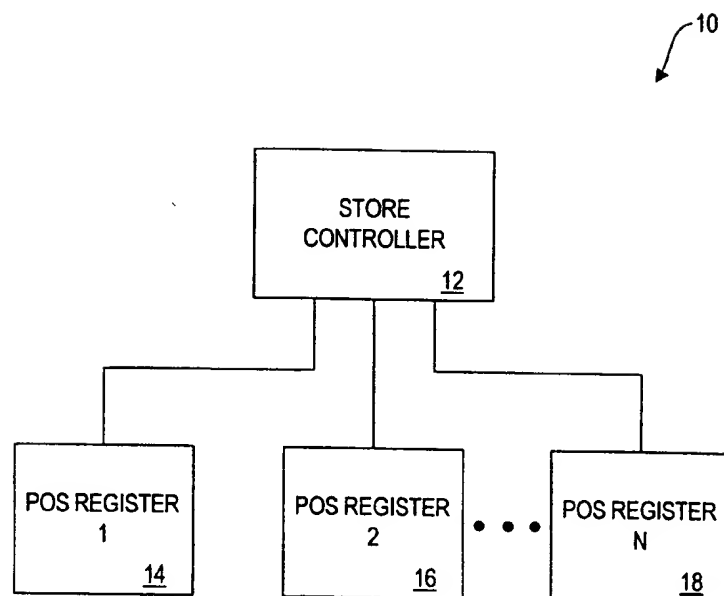 10
STORE
CONTROLLER
12
POS REGISTER
1
14
POS REGISTER
2
16
POS REGISTER
N
18